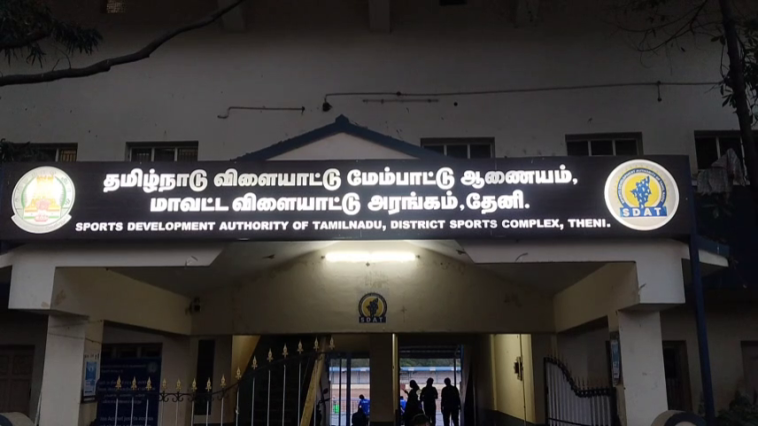 தமிழ்நாடு விளையாட்டு மேம்பாட்டு ஆணையம்,
மாவட்ட விளையாட்டு அரங்கம், தேனி.
SPORTS DEVELOPMENT AUTHORITY OF TAMILNADU, DISTRICT SPORTS COMPLEX, THENI.
SDAT
SDAT